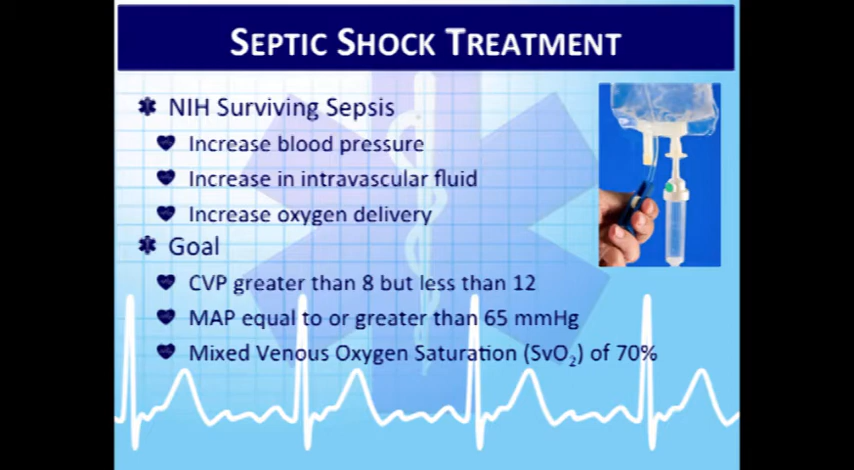 SEPTIC SHOCK TREATMENT
NIH Surviving Sepsis
Increase blood pressure
Increase in intravascular fluid
Increase oxygen delivery
Goal
CVP greater than 8 but less than 12
MAP equal to or greater than 65 mmHg
Mixed Venous Oxygen Saturation (SvO₂) of 70%